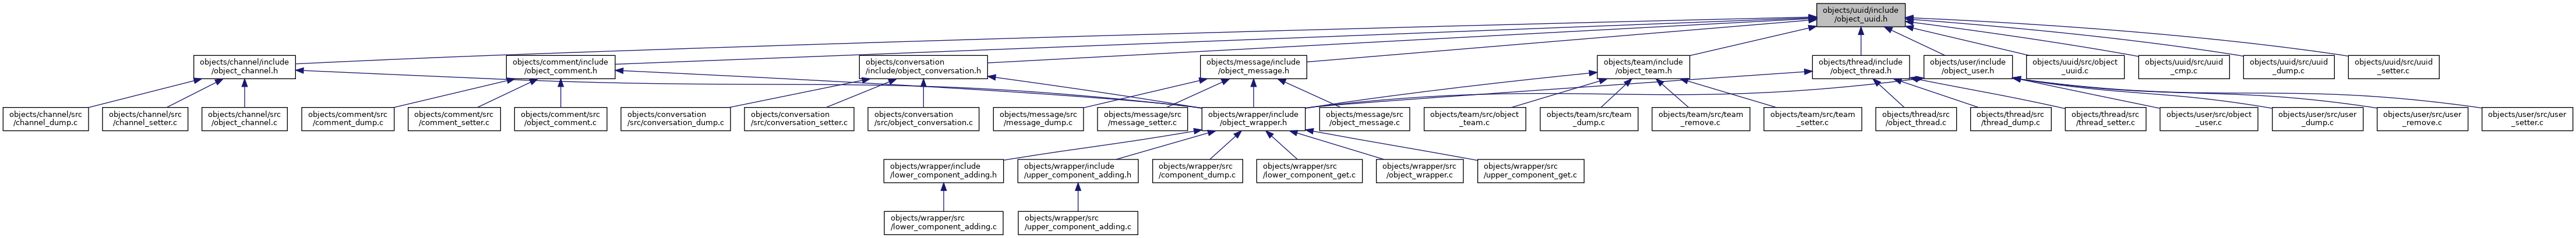 objects/uuid/include
/object_uuid.h
objects/channel/include
/object_channel.h
objects/comment/include
/object_comment.h
objects/conversation
/include/object_conversation.h
objects/message/include
/object_message.h
objects/team/include
/object_team.h
objects/thread/include
/object_thread.h
objects/user/include
/object_user.h
objects/uuid/src/object
_uuid.c
objects/uuid/src/uuid
_cmp.c
objects/uuid/src/uuid
_dump.c
objects/uuid/src/uuid
_setter.c
objects/channel/src
/channel_dump.c
objects/channel/src
/channel_setter.c
objects/channel/src
/object_channel.c
objects/comment/src
/comment_dump.c
objects/comment/src
/comment_setter.c
objects/comment/src
/object_comment.c
objects/conversation
/src/conversation_dump.c
objects/conversation
/src/conversation_setter.c
objects/conversation
/src/object_conversation.c
objects/message/src
/message_dump.c
objects/message/src
/message_setter.c
objects/wrapper/include
/object_wrapper.h
objects/message/src
/object_message.c
objects/team/src/object
_team.c
objects/team/src/team
_dump.c
objects/team/src/team
_remove.c
objects/team/src/team
_setter.c
objects/thread/src
/object_thread.c
objects/thread/src
/thread_dump.c
objects/thread/src
/thread_setter.c
objects/user/src/object
_user.c
objects/user/src/user
_dump.c
objects/user/src/user
_remove.c
objects/user/src/user
_setter.c
objects/wrapper/include
/lower_component_adding.h
objects/wrapper/include
/upper_component_adding.h
objects/wrapper/src
/component_dump.c
objects/wrapper/src
/lower_component_get.c
objects/wrapper/src
/object_wrapper.c
objects/wrapper/src
/upper_component_get.c
objects/wrapper/src
/lower_component_adding.c
objects/wrapper/src
/upper_component_adding.c